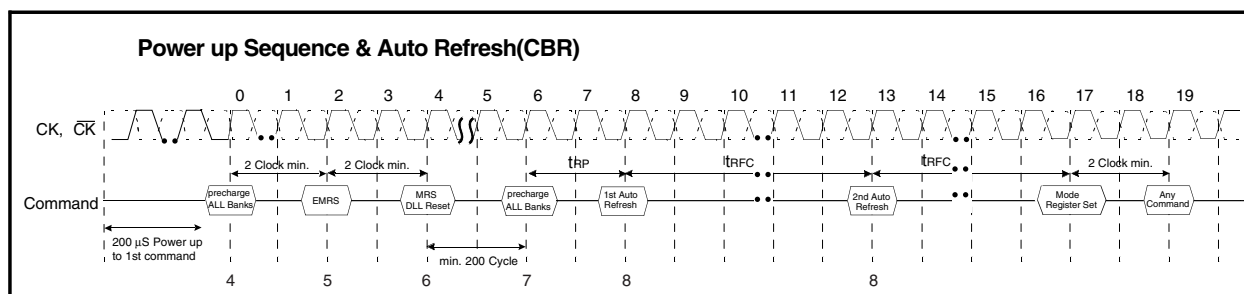 Power up Sequence & Auto Refresh(CBR)
0 1 2 3 4 5 6 7 8 9 10 11 12 13 14 15 16 17 18 19
CK, C̅K̅
2 Clock min. 2 Clock min. tRP tRFC tRFC 2 Clock min.
Command
precharge
ALL Banks
EMRS
MRS
DLL Reset
precharge
ALL Banks
1st Auto
Refresh
2nd Auto
Refresh
Mode
Register Set
Any
Command
200 µS Power up
to 1st command
min. 200 Cycle
4 5 6 7 8 8